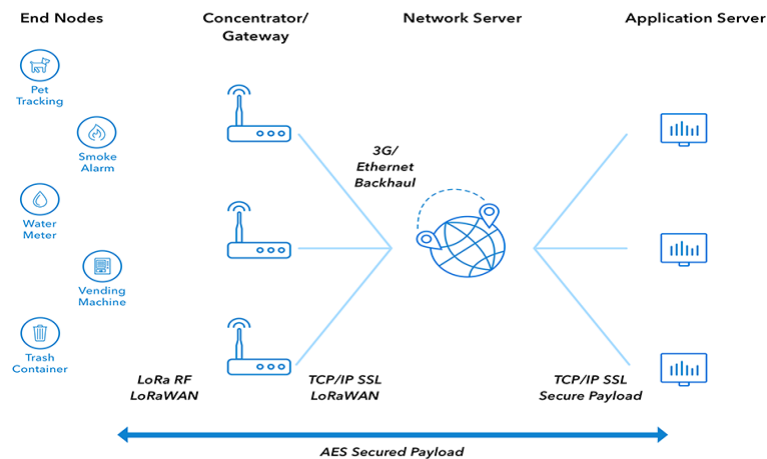 End Nodes
Concentrator/
Gateway
Network Server
Application Server
Pet
Tracking
Smoke
Alarm
Water
Meter
Vending
Machine
Trash
Container
3G/
Ethernet
Backhaul
LoRa RF
LoRaWAN
TCP/IP SSL
LoRaWAN
TCP/IP SSL
Secure Payload
AES Secured Payload